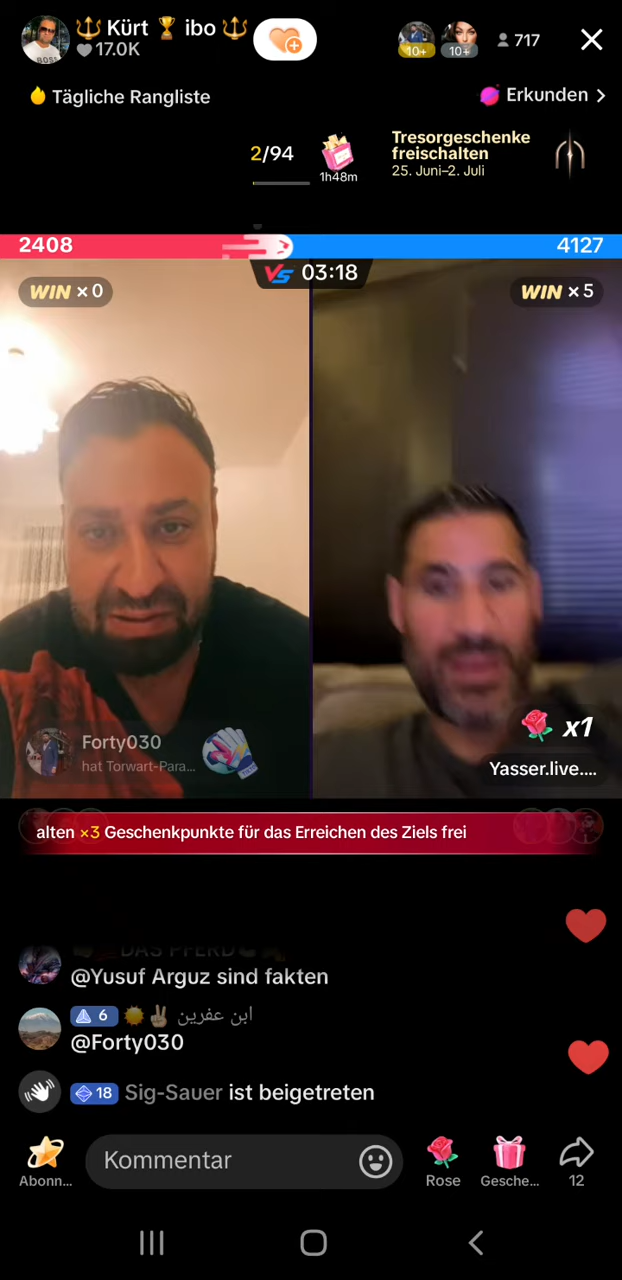 Kürt ibo
17.0K
10+
10+
717
Tägliche Rangliste
Erkunden
2/94
1h48m
Tresorgeschenke
freischalten
25. Juni–2. Juli
2408
4127
VS 03:18
WIN ×0
WIN ×5
Forty030
hat Torwart-Para...
x1
Yasser.live....
alten ×3 Geschenkpunkte für das Erreichen des Ziels frei
DAS PFERD
@Yusuf Arguz sind fakten
6 ابن عفرين
@Forty030
18 Sig-Sauer ist beigetreten
Kommentar
Abonn...
Rose
Gesche...
12